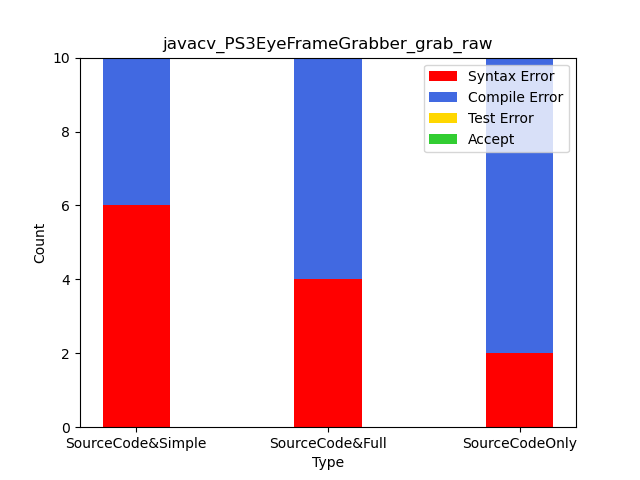 javacv_PS3EyeFrameGrabber_grab_raw
Syntax Error
Compile Error
Test Error
Accept
10
8
6
4
2
0
Count
SourceCode&Simple
SourceCode&Full
SourceCodeOnly
Type